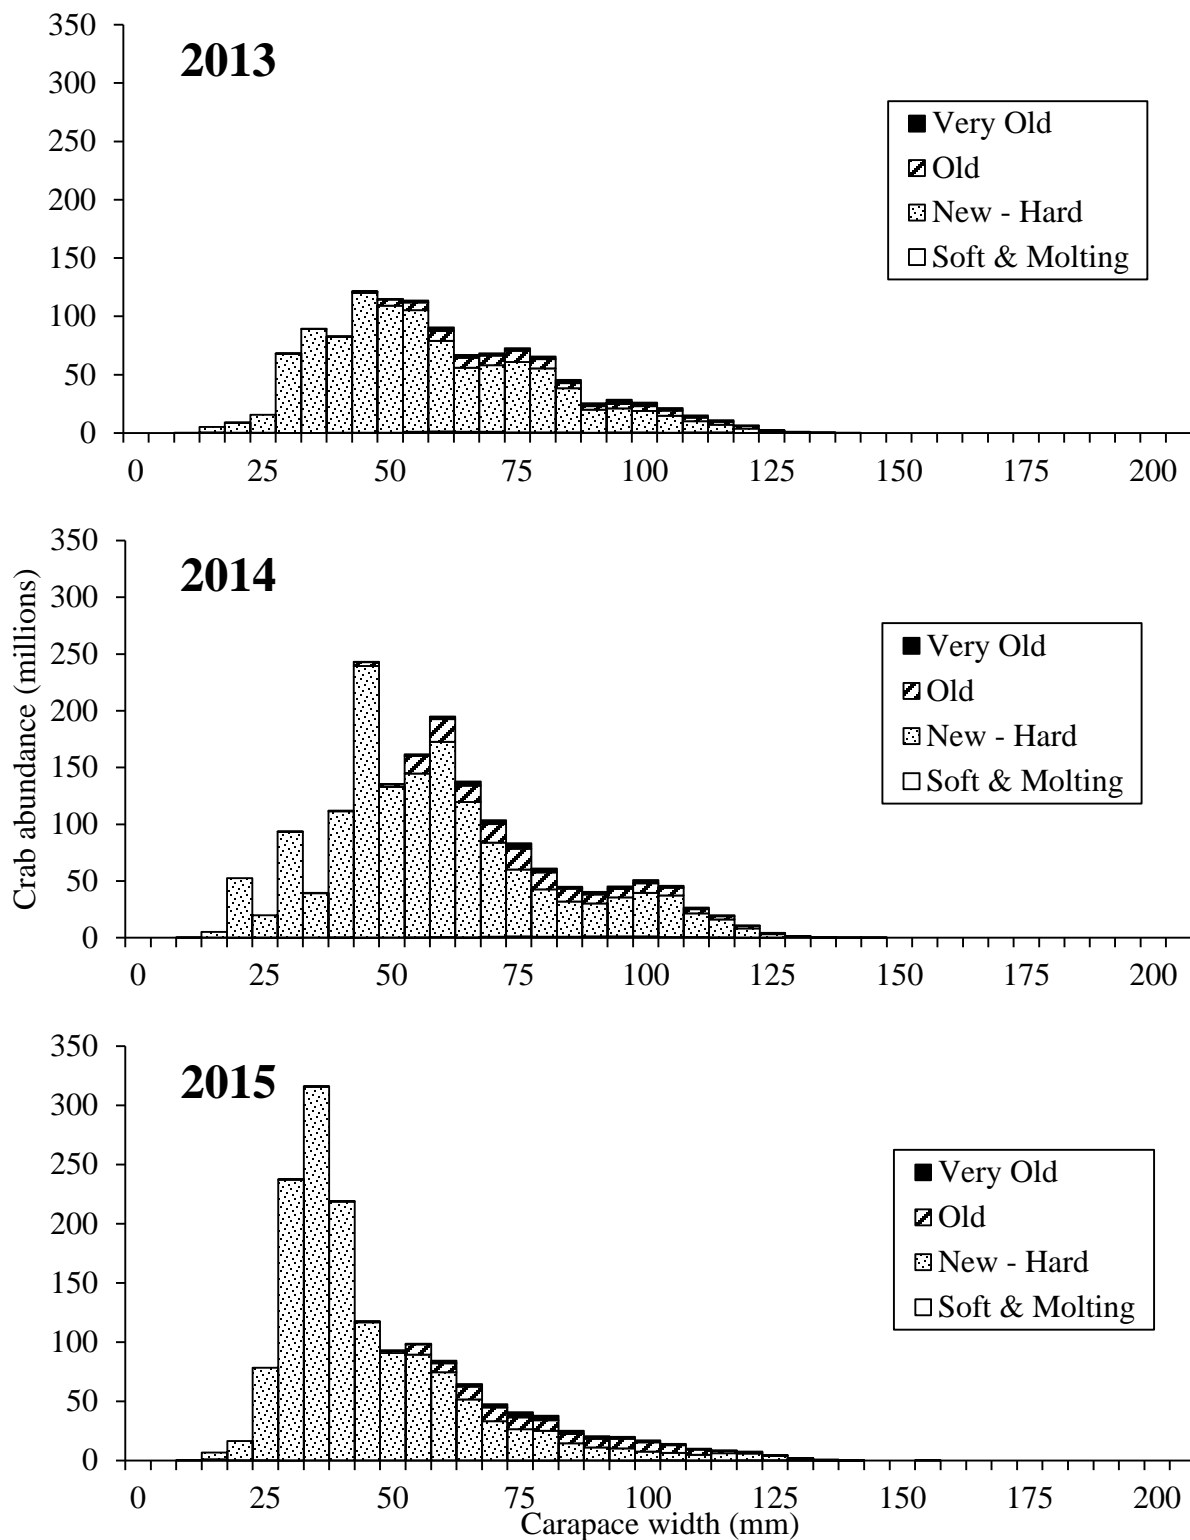 350
300
250
200
150
100
50
0
2013
Very Old
Old
New - Hard
Soft & Molting
0 25 50 75 100 125 150 175 200
Crab abundance (millions)
350
300
250
200
150
100
50
0
2014
Very Old
Old
New - Hard
Soft & Molting
0 25 50 75 100 125 150 175 200
350
300
250
200
150
100
50
0
2015
Very Old
Old
New - Hard
Soft & Molting
0 25 50 75 100 125 150 175 200
Carapace width (mm)